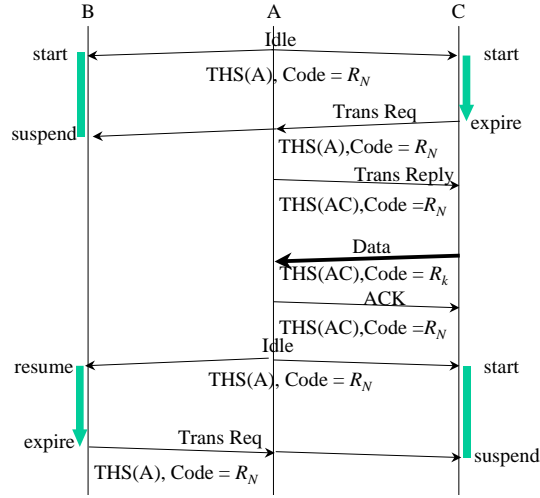 B A C
Idle
start start
THS(A), Code = R_N
Trans Req
suspend expire
THS(A),Code = R_N
Trans Reply
THS(AC),Code =R_N
Data
THS(AC),Code = R_k
ACK
THS(AC),Code = R_N
Idle
resume start
THS(A), Code = R_N
expire Trans Req
suspend
THS(A), Code = R_N